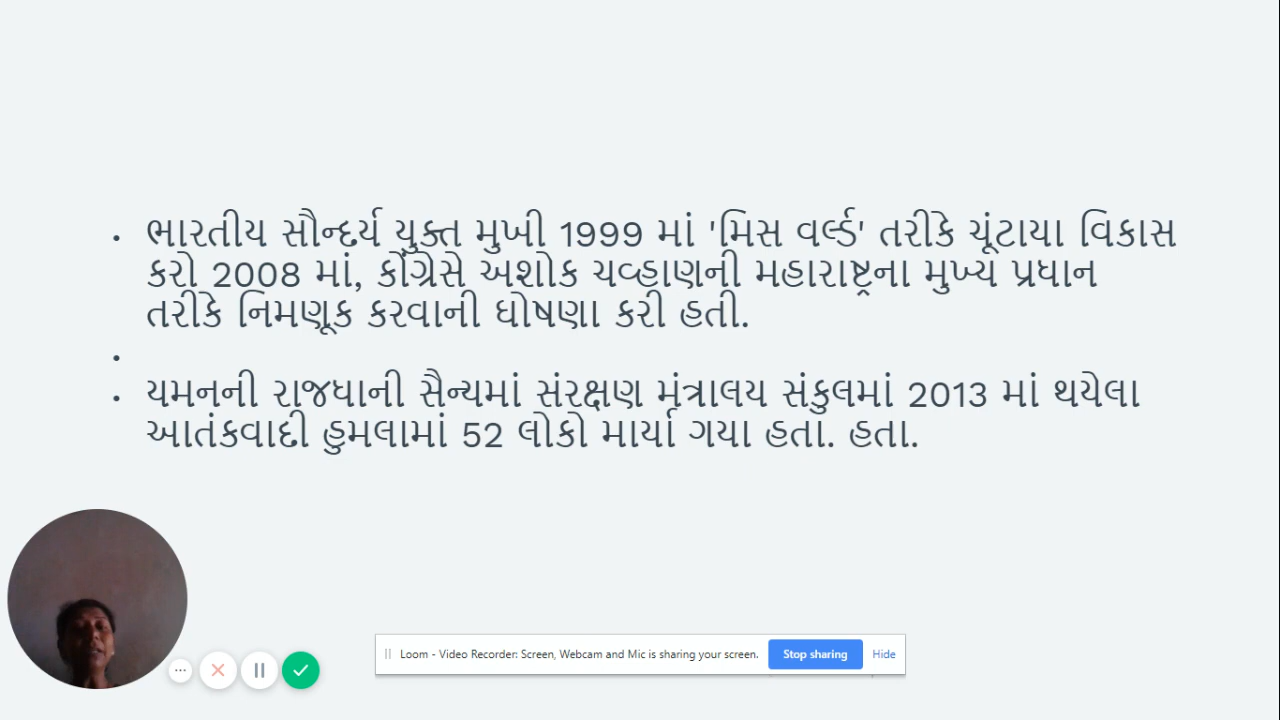 • ભારતીય સૌન્દર્ય યુક્ત મુખી 1999 માં 'મિસ વર્લ્ડ' તરીકે ચૂંટાયા વિકાસ
કરો 2008 માં, કોંગ્રેસે અશોક ચવ્હાણની મહારાષ્ટ્રના મુખ્ય પ્રધાન
તરીકે નિમણૂક કરવાની ઘોષણા કરી હતી.
•
• યમનની રાજધાની સૈન્યમાં સંરક્ષણ મંત્રાલય સંકુલમાં 2013 માં થયેલા
આતંકવાદી હુમલામાં 52 લોકો માર્યા ગયા હતા. હતા.
Loom - Video Recorder: Screen, Webcam and Mic is sharing your screen. Stop sharing Hide